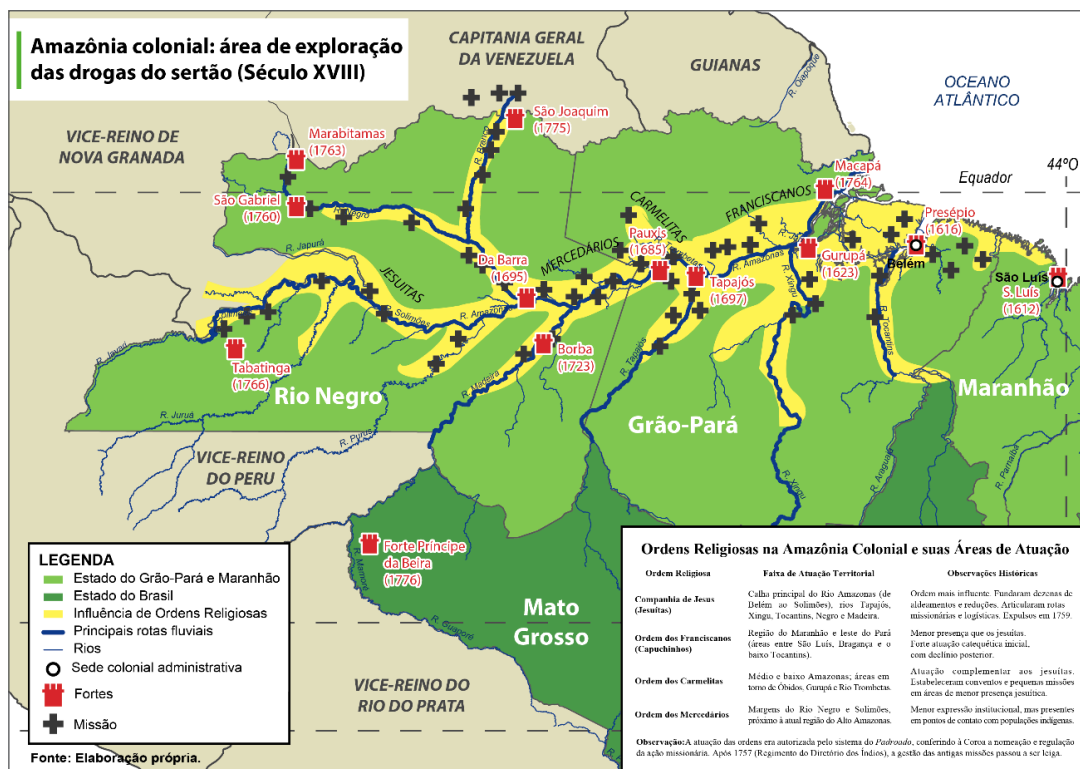 Amazônia colonial: área de exploração
das drogas do sertão (Século XVIII)
CAPITANIA GERAL
DA VENEZUELA
GUIANAS
OCEANO
ATLÂNTICO
VICE-REINO DE
NOVA GRANADA
R. Oiapoque
44º0
Equador
Marabitamas
(1763)
São Joaquim
(1775)
R. Branco
Macapá
(1764)
São Gabriel
(1760)
R. Negro
CARMELITAS
FRANCISCANOS
Presépio
(1616)
Pauxis
(1685)
MERCEDÁRIOS
R. Japurá
JESUÍTAS
Da Barra
(1695)
R. Amazonas
Gurupá
(1623)
Belém
São Luís
S. Luís
(1612)
Tapajós
(1697)
R. Xingu
R. Solimões
R. Amazonas
R. Tocantins
R. Javari
Tabatinga
(1766)
Borba
(1723)
R. Tapajós
R. Madeira
Rio Negro
Grão-Pará
Maranhão
R. Juruá
R. Purus
VICE-REINO
DO PERU
R. Xingu
R. Araguaia
R. Parnaíba
Forte Príncipe
da Beira
(1776)
R. Mamoré
R. Guaporé
Mato
Grosso
VICE-REINO DO
RIO DO PRATA
LEGENDA
Estado do Grão-Pará e Maranhão
Estado do Brasil
Influência de Ordens Religiosas
Principais rotas fluviais
Rios
Sede colonial administrativa
Fortes
Missão
Fonte: Elaboração própria.
Ordens Religiosas na Amazônia Colonial e suas Áreas de Atuação
Ordem Religiosa Faixa de Atuação Territorial Observações Históricas
Companhia de Jesus
(Jesuítas)
Calha principal do Rio Amazonas (de
Belém ao Solimões), rios Tapajós,
Xingu, Tocantins, Negro e Madeira.
Ordem mais influente. Fundaram dezenas de
aldeamentos e reduções. Articularam rotas
missionárias e logísticas. Expulsos em 1759.
Ordem dos Franciscanos
(Capuchinhos)
Região do Maranhão e leste do Pará
(áreas entre São Luís, Bragança e o
baixo Tocantins).
Menor presença que os jesuítas.
Forte atuação catequética inicial,
com declínio posterior.
Ordem dos Carmelitas
Médio e baixo Amazonas; áreas em
torno de Óbidos, Gurupá e Rio Trombetas.
Atuação complementar aos jesuítas.
Estabeleceram conventos e pequenas missões
em áreas de menor presença jesuítica.
Ordem dos Mercedários
Margens do Rio Negro e Solimões,
próximo à atual região do Alto Amazonas.
Menor expressão institucional, mas presentes
em pontos de contato com populações indígenas.
Observação:A atuação das ordens era autorizada pelo sistema do Padroado, conferindo à Coroa a nomeação e regulação
da ação missionária. Após 1757 (Regimento do Diretório dos Índios), a gestão das antigas missões passou a ser leiga.